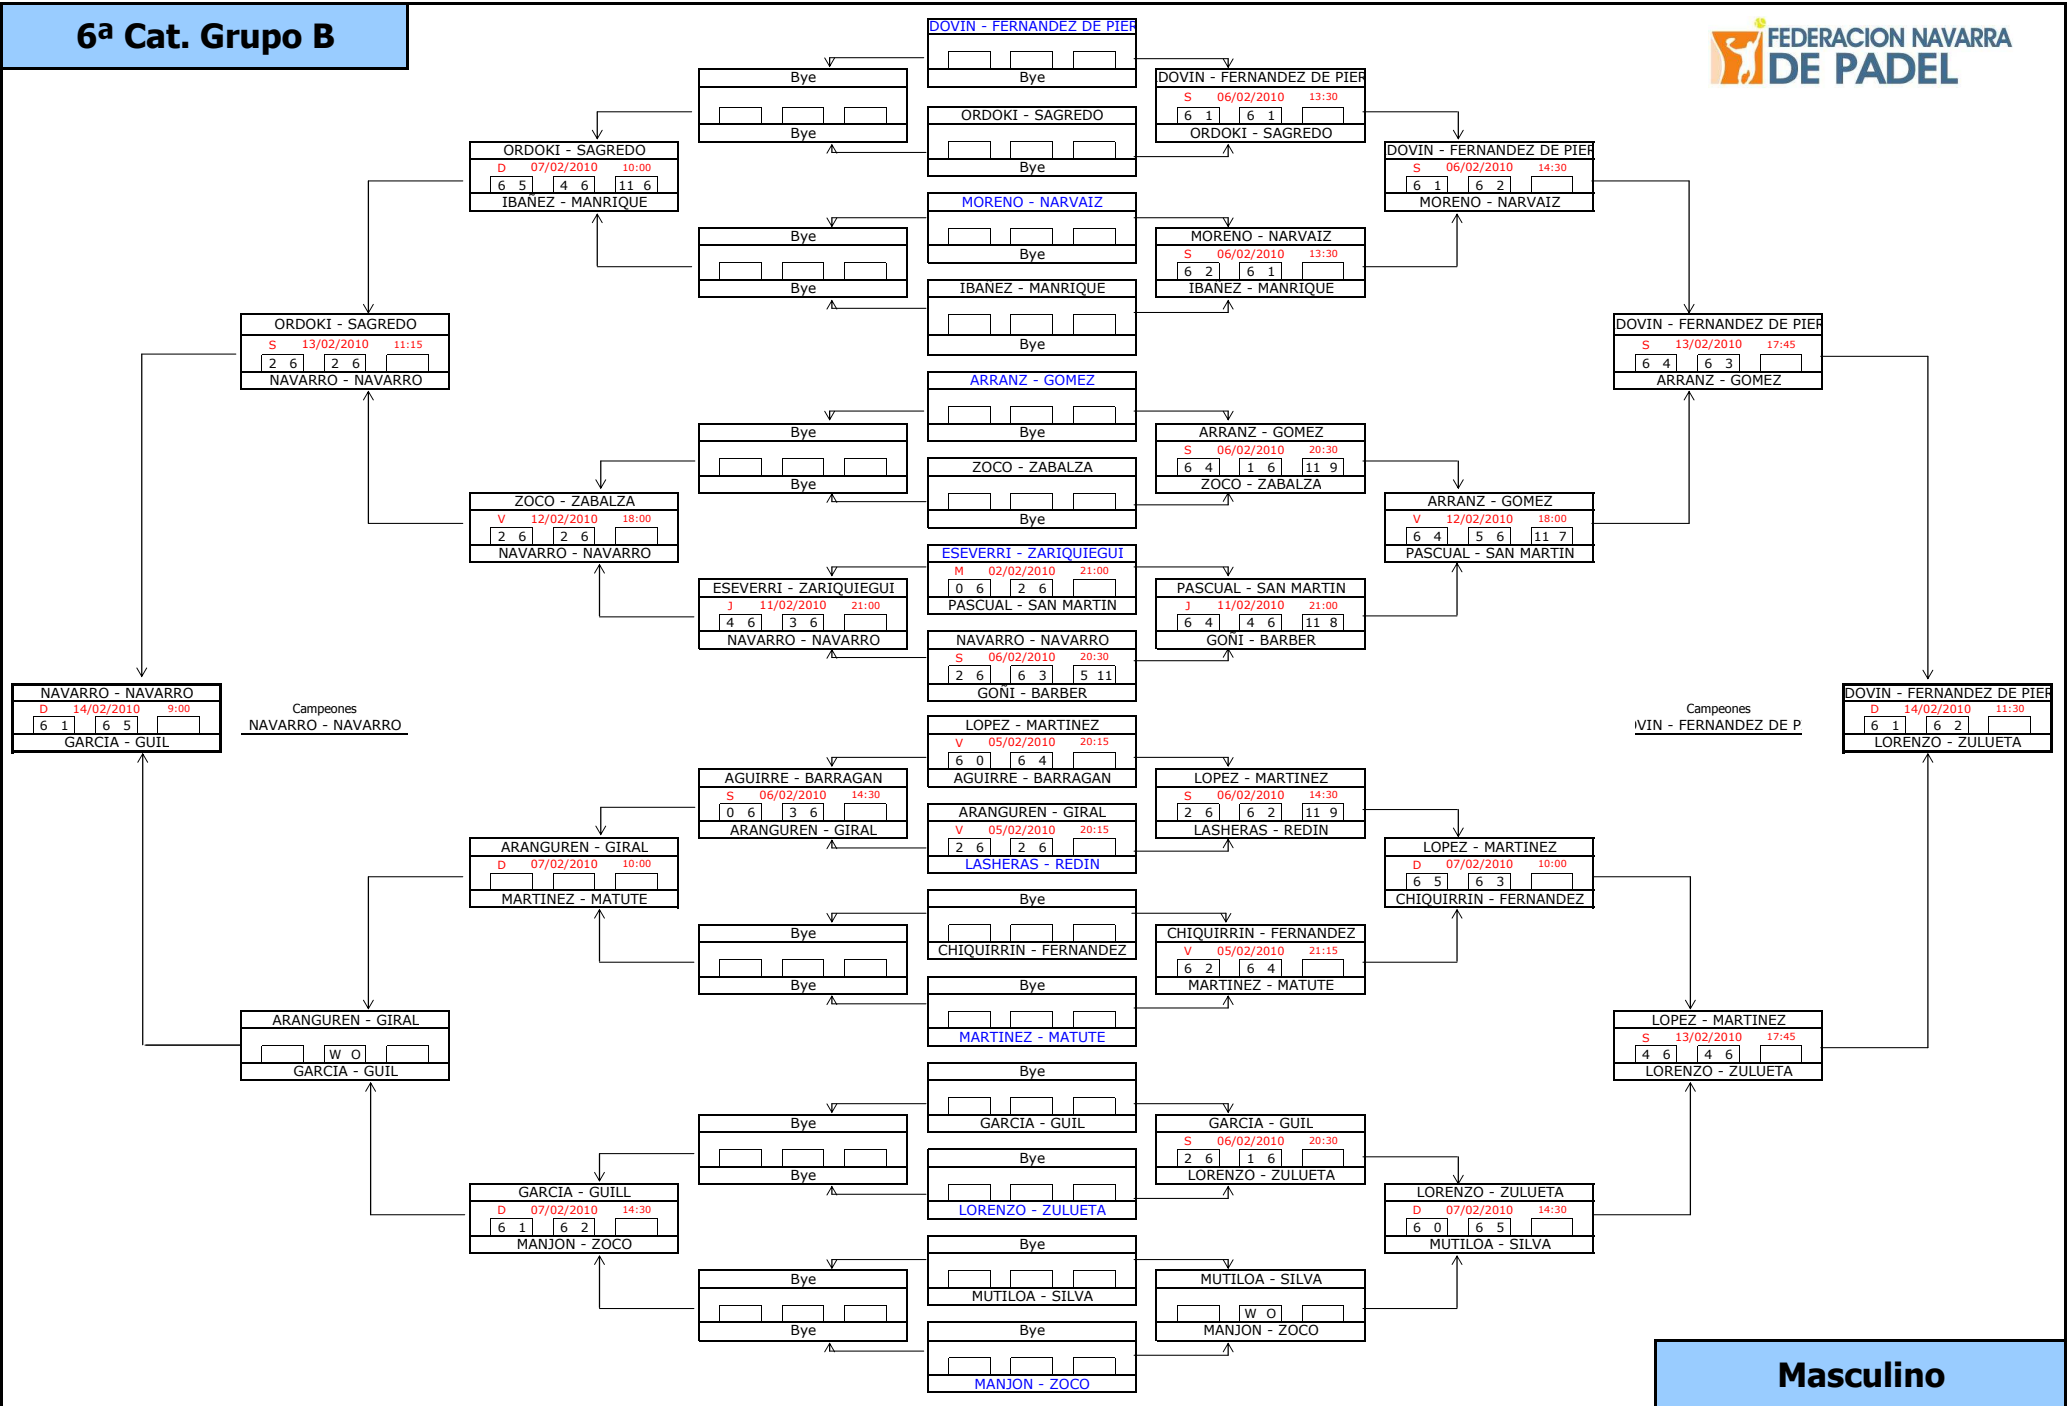 6ª Cat. Grupo B
FEDERACION NAVARRA
DE PADEL
DOVIN - FERNANDEZ DE PIER
Bye
ORDOKI - SAGREDO
Bye
MORENO - NARVAIZ
Bye
IBAÑEZ - MANRIQUE
Bye
ARRANZ - GOMEZ
Bye
ZOCO - ZABALZA
Bye
ESEVERRI - ZARIQUIEGUI
M 02/02/2010 21:00
0 6 2 6
PASCUAL - SAN MARTIN
NAVARRO - NAVARRO
S 06/02/2010 20:30
2 6 6 3 5 11
GOÑI - BARBER
LOPEZ - MARTINEZ
V 05/02/2010 20:15
6 0 6 4
AGUIRRE - BARRAGAN
ARANGUREN - GIRAL
V 05/02/2010 20:15
2 6 2 6
LASHERAS - REDIN
Bye
CHIQUIRRIN - FERNANDEZ
Bye
MARTINEZ - MATUTE
Bye
GARCIA - GUIL
Bye
LORENZO - ZULUETA
Bye
MUTILOA - SILVA
Bye
MANJON - ZOCO
Bye
Bye
Bye
Bye
Bye
Bye
ESEVERRI - ZARIQUIEGUI
J 11/02/2010 21:00
4 6 3 6
NAVARRO - NAVARRO
AGUIRRE - BARRAGAN
S 06/02/2010 14:30
0 6 3 6
ARANGUREN - GIRAL
Bye
Bye
Bye
Bye
Bye
Bye
ORDOKI - SAGREDO
D 07/02/2010 10:00
6 5 4 6 11 6
IBAÑEZ - MANRIQUE
ZOCO - ZABALZA
V 12/02/2010 18:00
2 6 2 6
NAVARRO - NAVARRO
ARANGUREN - GIRAL
D 07/02/2010 10:00
MARTINEZ - MATUTE
GARCIA - GUILL
D 07/02/2010 14:30
6 1 6 2
MANJON - ZOCO
ORDOKI - SAGREDO
S 13/02/2010 11:15
2 6 2 6
NAVARRO - NAVARRO
ARANGUREN - GIRAL
W O
GARCIA - GUIL
NAVARRO - NAVARRO
D 14/02/2010 9:00
6 1 6 5
GARCIA - GUIL
Campeones
NAVARRO - NAVARRO
DOVIN - FERNANDEZ DE PIER
S 06/02/2010 13:30
6 1 6 1
ORDOKI - SAGREDO
MORENO - NARVAIZ
S 06/02/2010 13:30
6 2 6 1
IBAÑEZ - MANRIQUE
ARRANZ - GOMEZ
S 06/02/2010 20:30
6 4 1 6 11 9
ZOCO - ZABALZA
PASCUAL - SAN MARTIN
J 11/02/2010 21:00
6 4 4 6 11 8
GOÑI - BARBER
LOPEZ - MARTINEZ
S 06/02/2010 14:30
2 6 6 2 11 9
LASHERAS - REDIN
CHIQUIRRIN - FERNANDEZ
V 05/02/2010 21:15
6 2 6 4
MARTINEZ - MATUTE
GARCIA - GUIL
S 06/02/2010 20:30
2 6 1 6
LORENZO - ZULUETA
MUTILOA - SILVA
W O
MANJON - ZOCO
DOVIN - FERNANDEZ DE PIER
S 06/02/2010 14:30
6 1 6 2
MORENO - NARVAIZ
ARRANZ - GOMEZ
V 12/02/2010 18:00
6 4 5 6 11 7
PASCUAL - SAN MARTIN
LOPEZ - MARTINEZ
D 07/02/2010 10:00
6 5 6 3
CHIQUIRRIN - FERNANDEZ
LORENZO - ZULUETA
D 07/02/2010 14:30
6 0 6 5
MUTILOA - SILVA
DOVIN - FERNANDEZ DE PIER
S 13/02/2010 17:45
6 4 6 3
ARRANZ - GOMEZ
LOPEZ - MARTINEZ
S 13/02/2010 17:45
4 6 4 6
LORENZO - ZULUETA
Campeones
VIN - FERNANDEZ DE P
DOVIN - FERNANDEZ DE PIER
D 14/02/2010 11:30
6 1 6 2
LORENZO - ZULUETA
Masculino